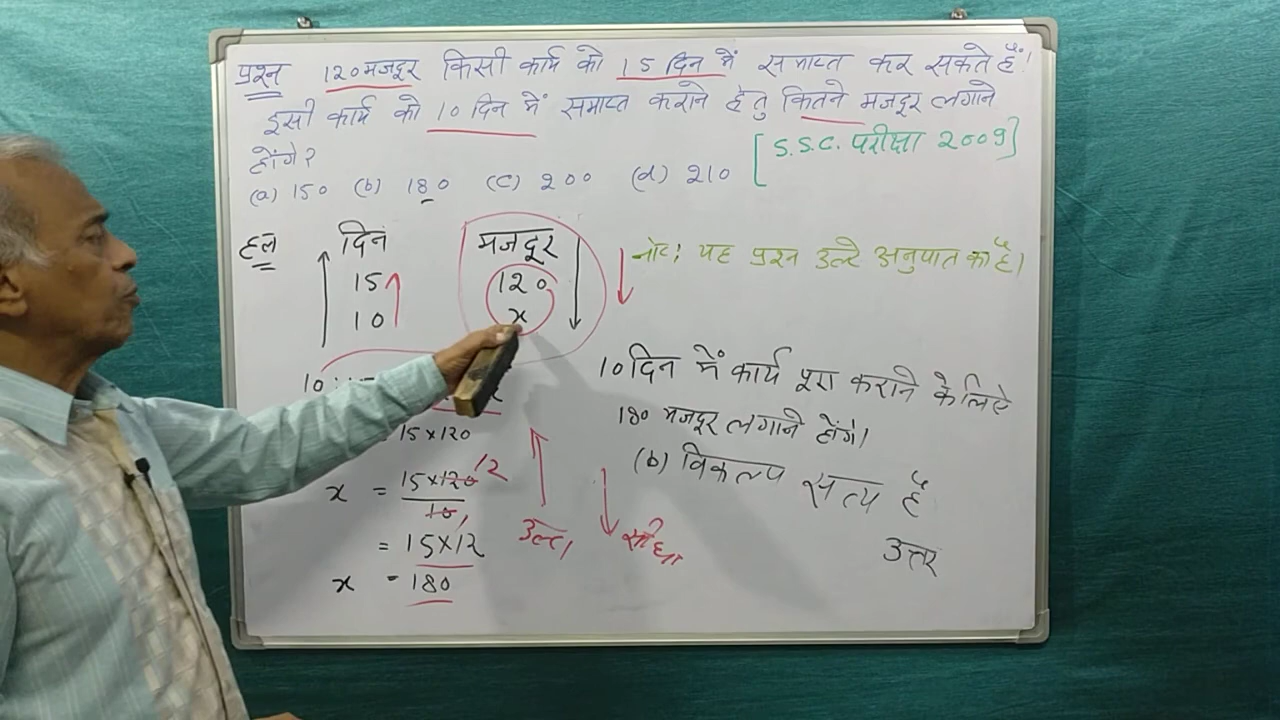 प्रश्न 120 मजदूर किसी कार्य को 15 दिन में समाप्त कर सकते हैं।
इसी कार्य को 10 दिन में समाप्त कराने हेतु कितने मजदूर लगाने
होंगे?
[S.S.C. परीक्षा 2009]
(a) 150 (b) 180 (c) 200 (d) 210
हल दिन मजदूर
15 120
10 x
नोट: यह प्रश्न उल्टे अनुपात का है।
10
15×120
x = 15×120 12
10 1
= 15×12
x = 180
उल्टा सीधा
10 दिन में कार्य पूरा कराने के लिए
180 मजदूर लगाने होंगे।
(b) विकल्प सत्य है
उत्तर